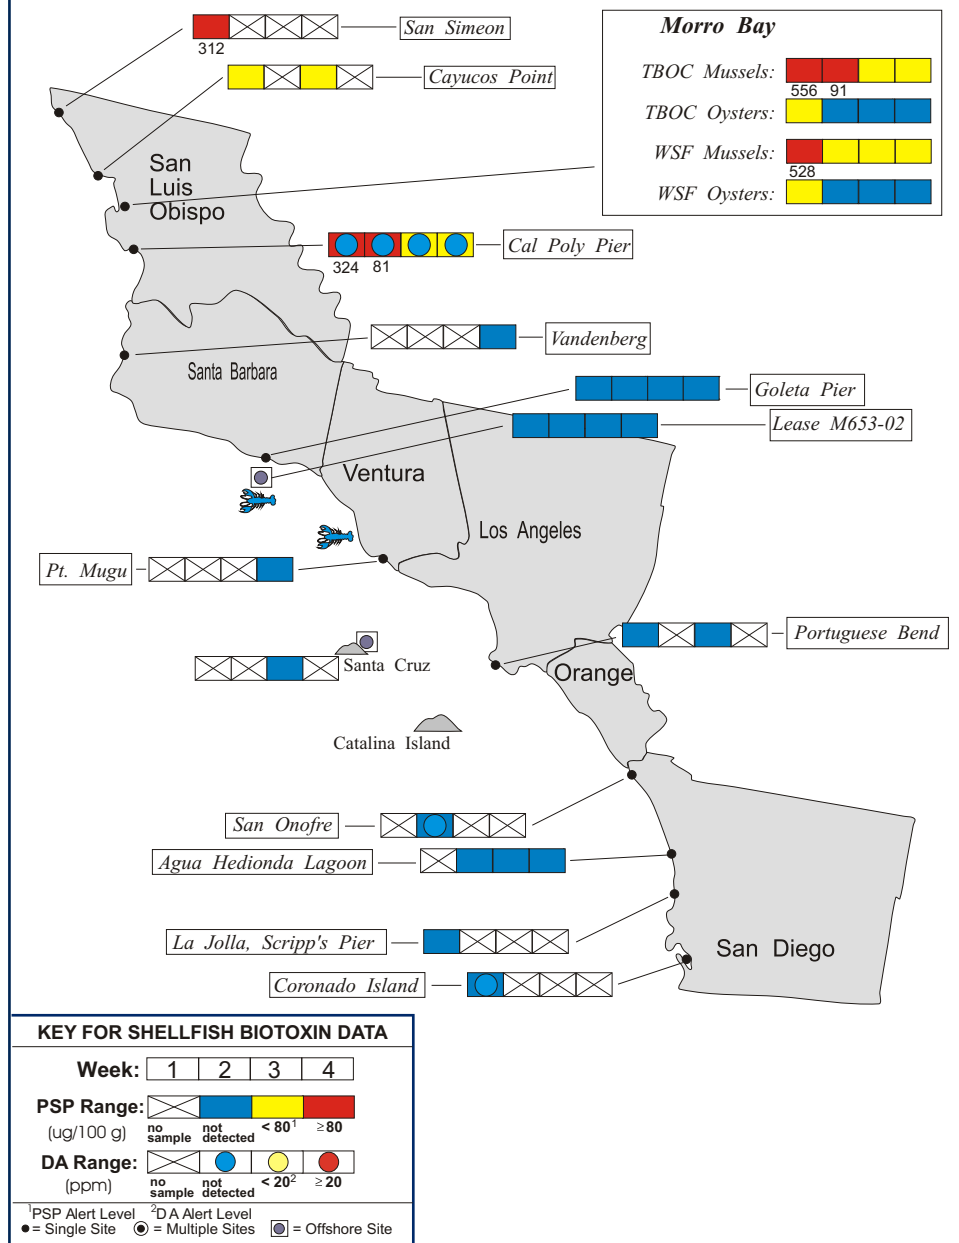 San Simeon
312
Cayucos Point
Morro Bay
TBOC Mussels:
556 91
TBOC Oysters:
WSF Mussels:
528
WSF Oysters:
San
Luis
Obispo
Cal Poly Pier
324 81
Vandenberg
Santa Barbara
Goleta Pier
Lease M653-02
Ventura
Los Angeles
Pt. Mugu
Portuguese Bend
Santa Cruz
Orange
Catalina Island
San Onofre
Agua Hedionda Lagoon
La Jolla, Scripp's Pier
San Diego
Coronado Island
KEY FOR SHELLFISH BIOTOXIN DATA
Week: 1 2 3 4
PSP Range:
(ug/100 g)
no sample not detected < 80¹ ≥80
DA Range:
(ppm)
no sample not detected < 20² ≥ 20
¹PSP Alert Level ²DA Alert Level
= Single Site = Multiple Sites = Offshore Site